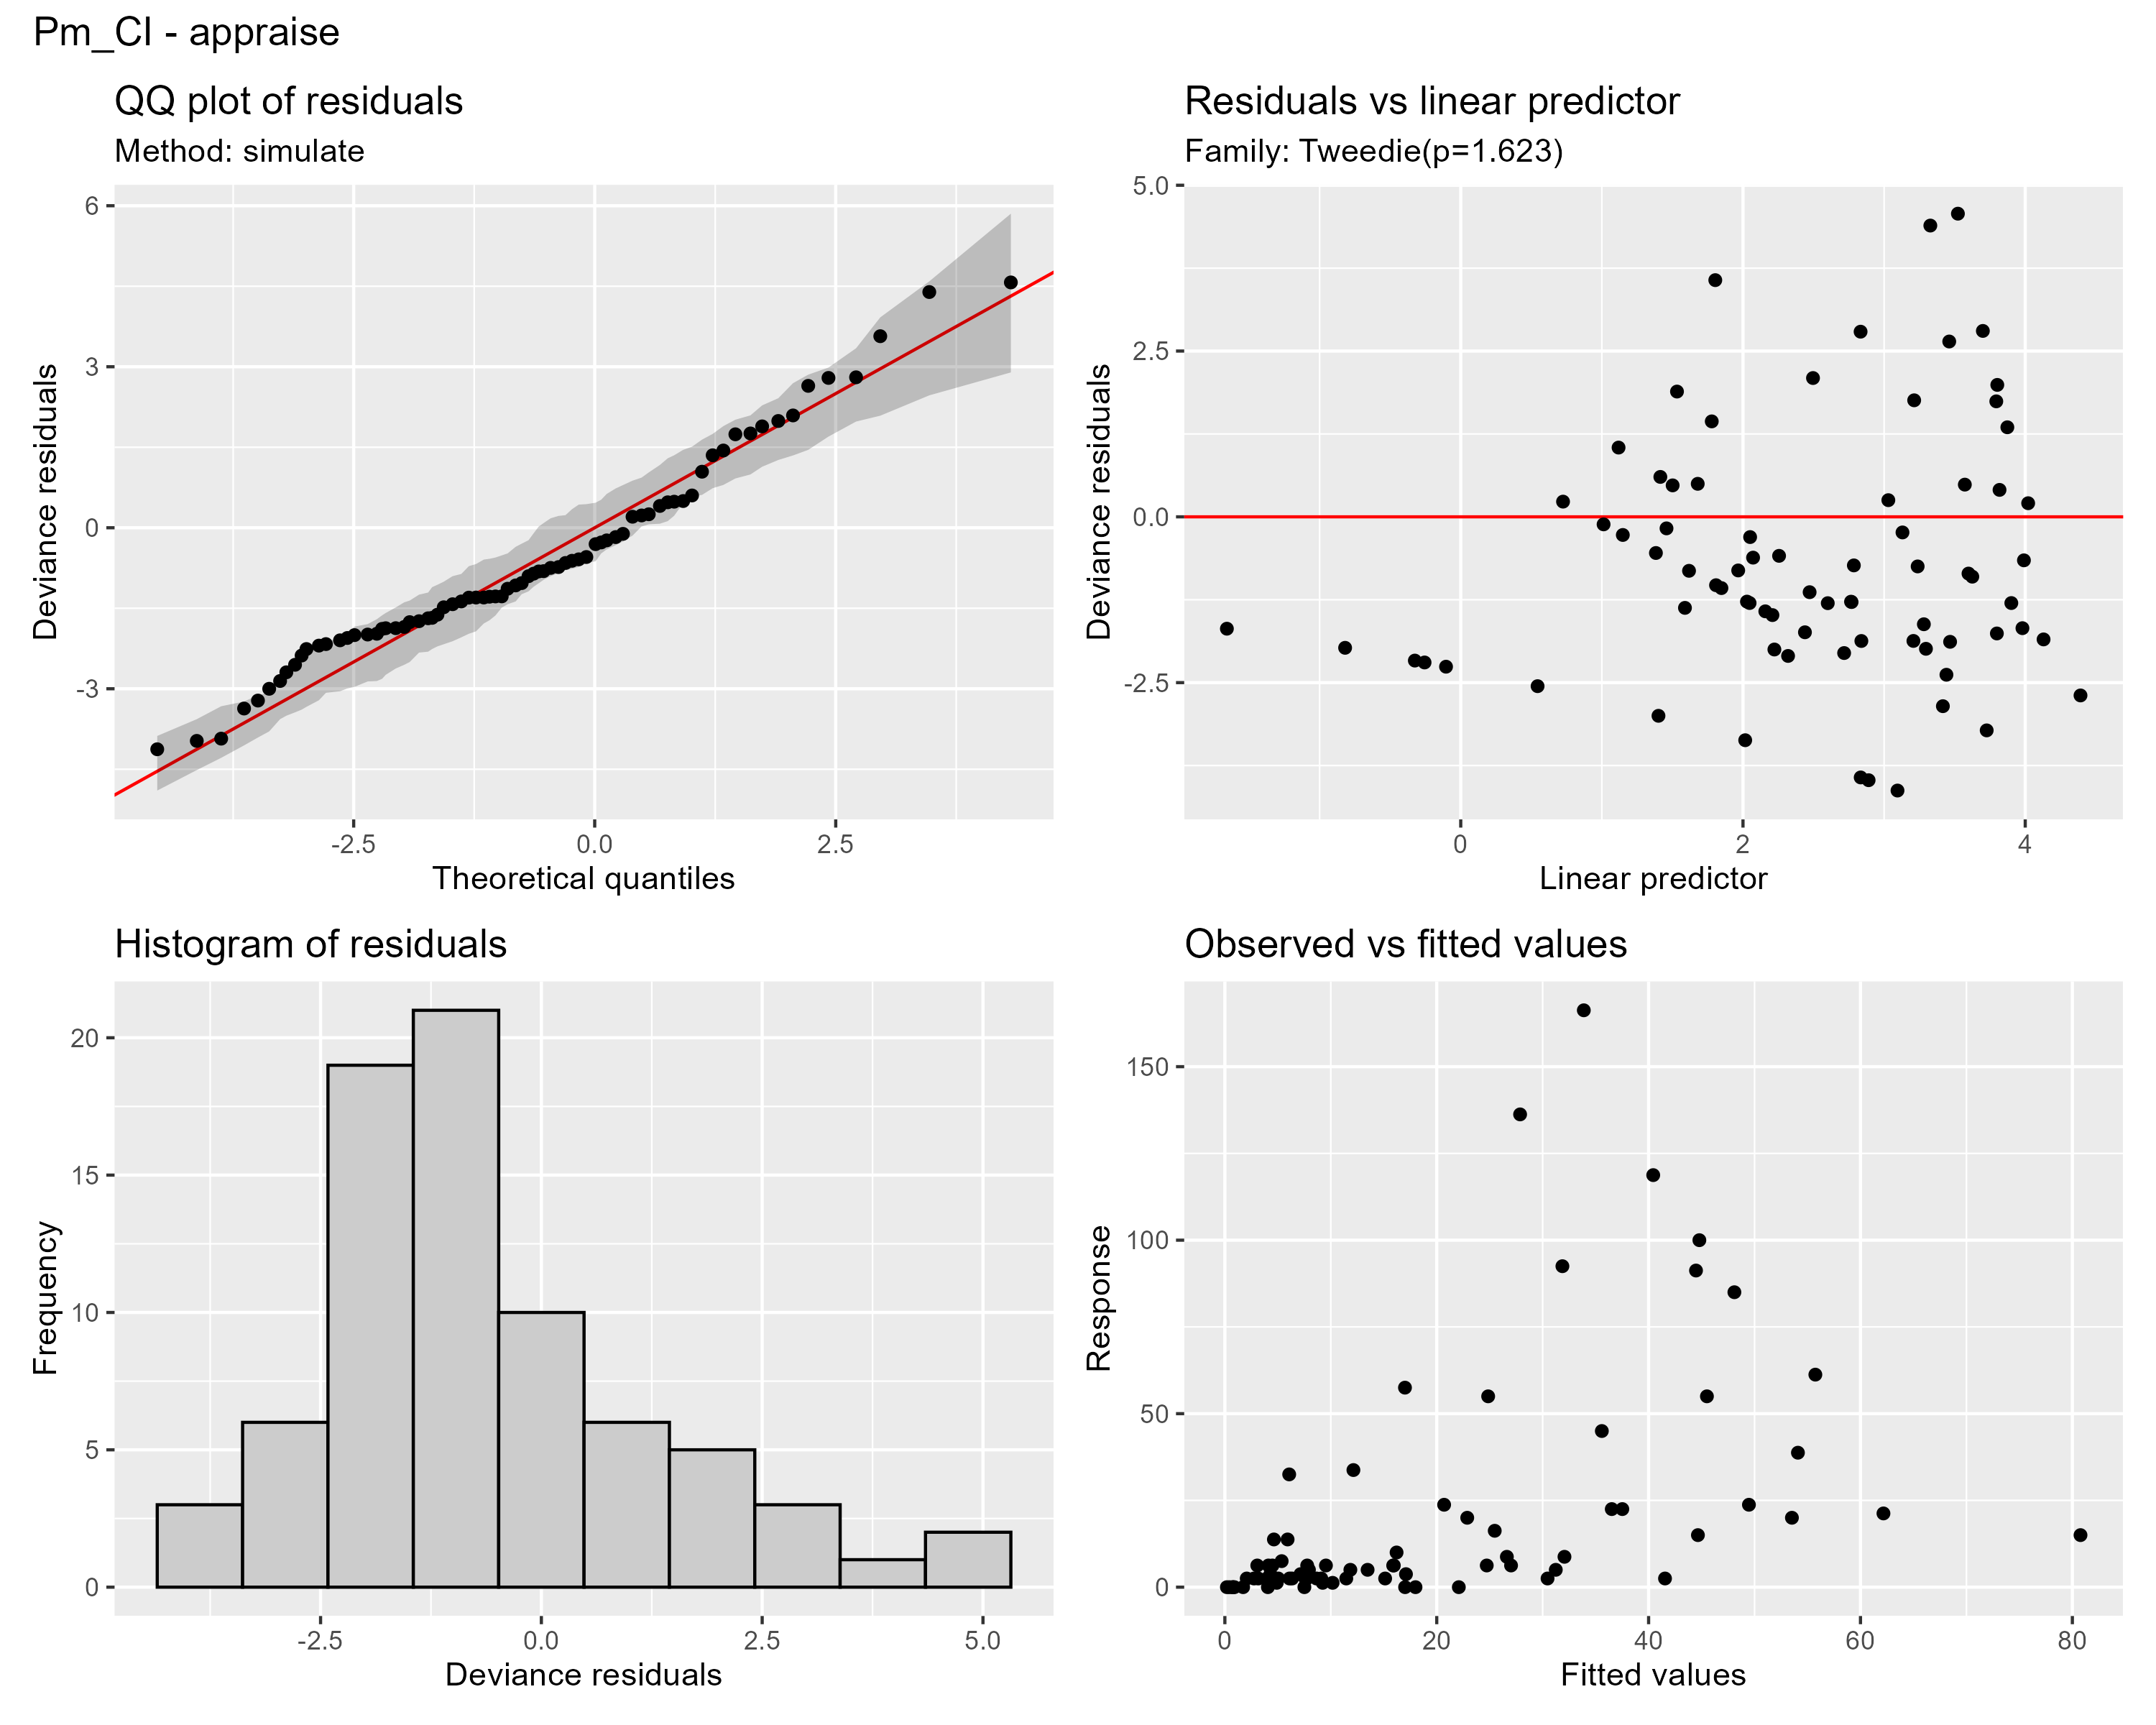 Pm_CI - appraise
QQ plot of residuals
Method: simulate
6
3
0
-3
-2.5
0.0
2.5
Theoretical quantiles
Deviance residuals
Residuals vs linear predictor
Family: Tweedie(p=1.623)
5.0
2.5
0.0
-2.5
0
2
4
Linear predictor
Deviance residuals
Histogram of residuals
20
15
10
5
0
-2.5
0.0
2.5
5.0
Deviance residuals
Frequency
Observed vs fitted values
150
100
50
0
0
20
40
60
80
Fitted values
Response